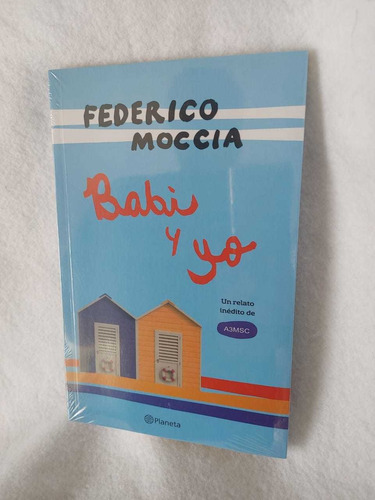 FEDERICO
MOCCIA
Babi
y
yo
Un relato
inédito de
A3MSC
Planeta